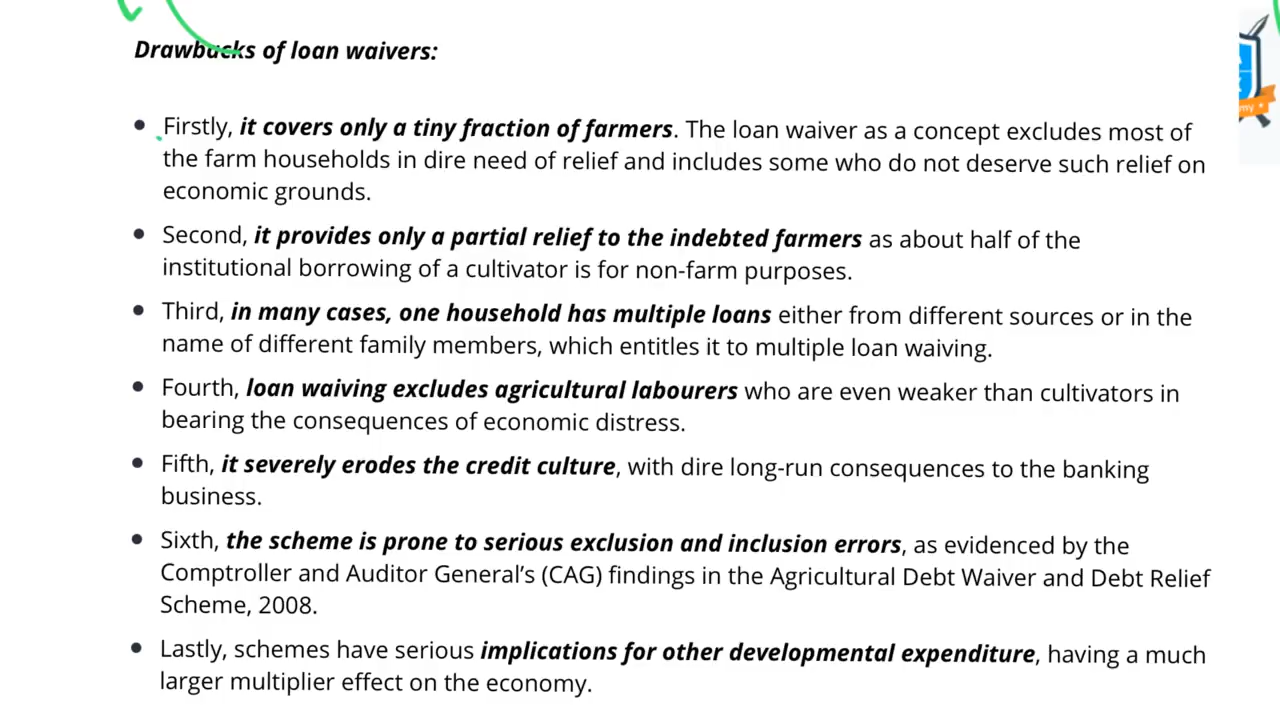 Drawbacks of loan waivers:
• Firstly, it covers only a tiny fraction of farmers. The loan waiver as a concept excludes most of
the farm households in dire need of relief and includes some who do not deserve such relief on
economic grounds.
• Second, it provides only a partial relief to the indebted farmers as about half of the
institutional borrowing of a cultivator is for non-farm purposes.
• Third, in many cases, one household has multiple loans either from different sources or in the
name of different family members, which entitles it to multiple loan waiving.
• Fourth, loan waiving excludes agricultural labourers who are even weaker than cultivators in
bearing the consequences of economic distress.
• Fifth, it severely erodes the credit culture, with dire long-run consequences to the banking
business.
• Sixth, the scheme is prone to serious exclusion and inclusion errors, as evidenced by the
Comptroller and Auditor General’s (CAG) findings in the Agricultural Debt Waiver and Debt Relief
Scheme, 2008.
• Lastly, schemes have serious implications for other developmental expenditure, having a much
larger multiplier effect on the economy.